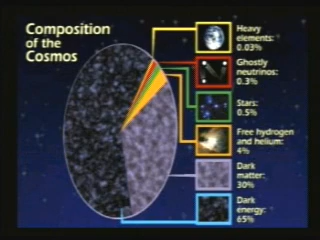 Composition
of the
Cosmos
Heavy
elements:
0.03%
Ghostly
neutrinos:
0.3%
Stars:
0.5%
Free hydrogen
and helium:
4%
Dark
matter:
30%
Dark
energy:
65%